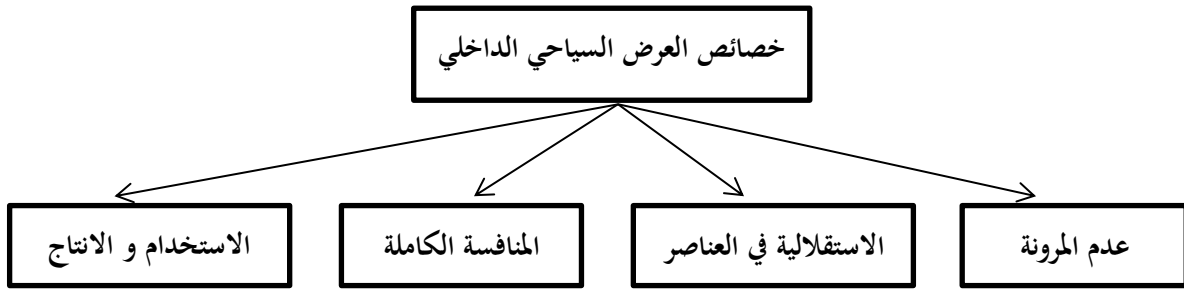 خصائص العرض السياحي الداخلي
عدم المرونة
الاستقلالية في العناصر
المنافسة الكاملة
الاستخدام و الانتاج